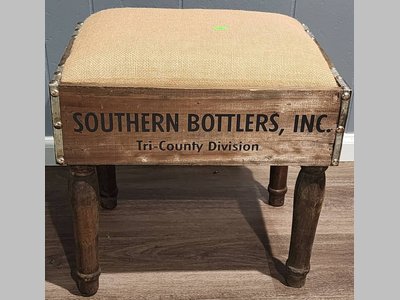 SOUTHERN BOTTLERS, INC.
Tri-County Division